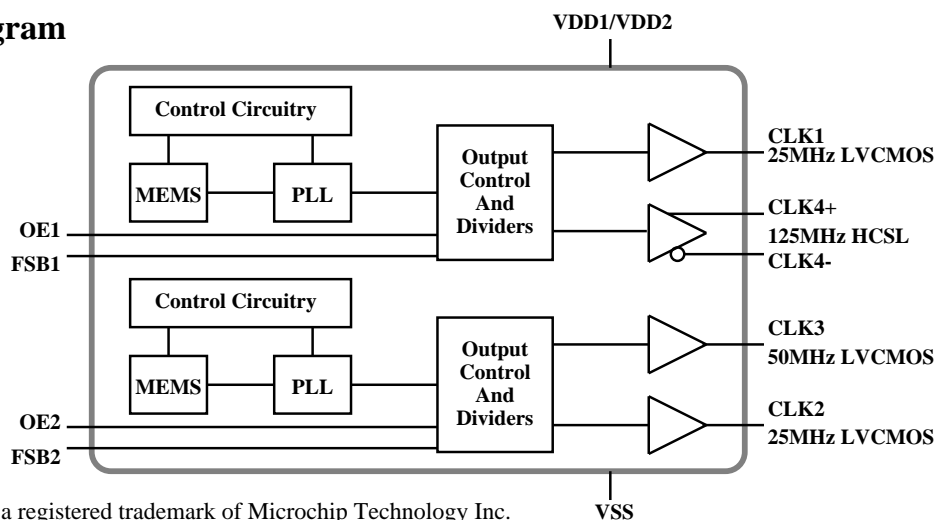 gram
VDD1/VDD2
Control Circuitry
MEMS
PLL
Output
Control
And
Dividers
CLK1
25MHz LVCMOS
CLK4+
125MHz HCSL
CLK4-
OE1
FSB1
Control Circuitry
MEMS
PLL
Output
Control
And
Dividers
CLK3
50MHz LVCMOS
CLK2
25MHz LVCMOS
OE2
FSB2
a registered trademark of Microchip Technology Inc.
VSS